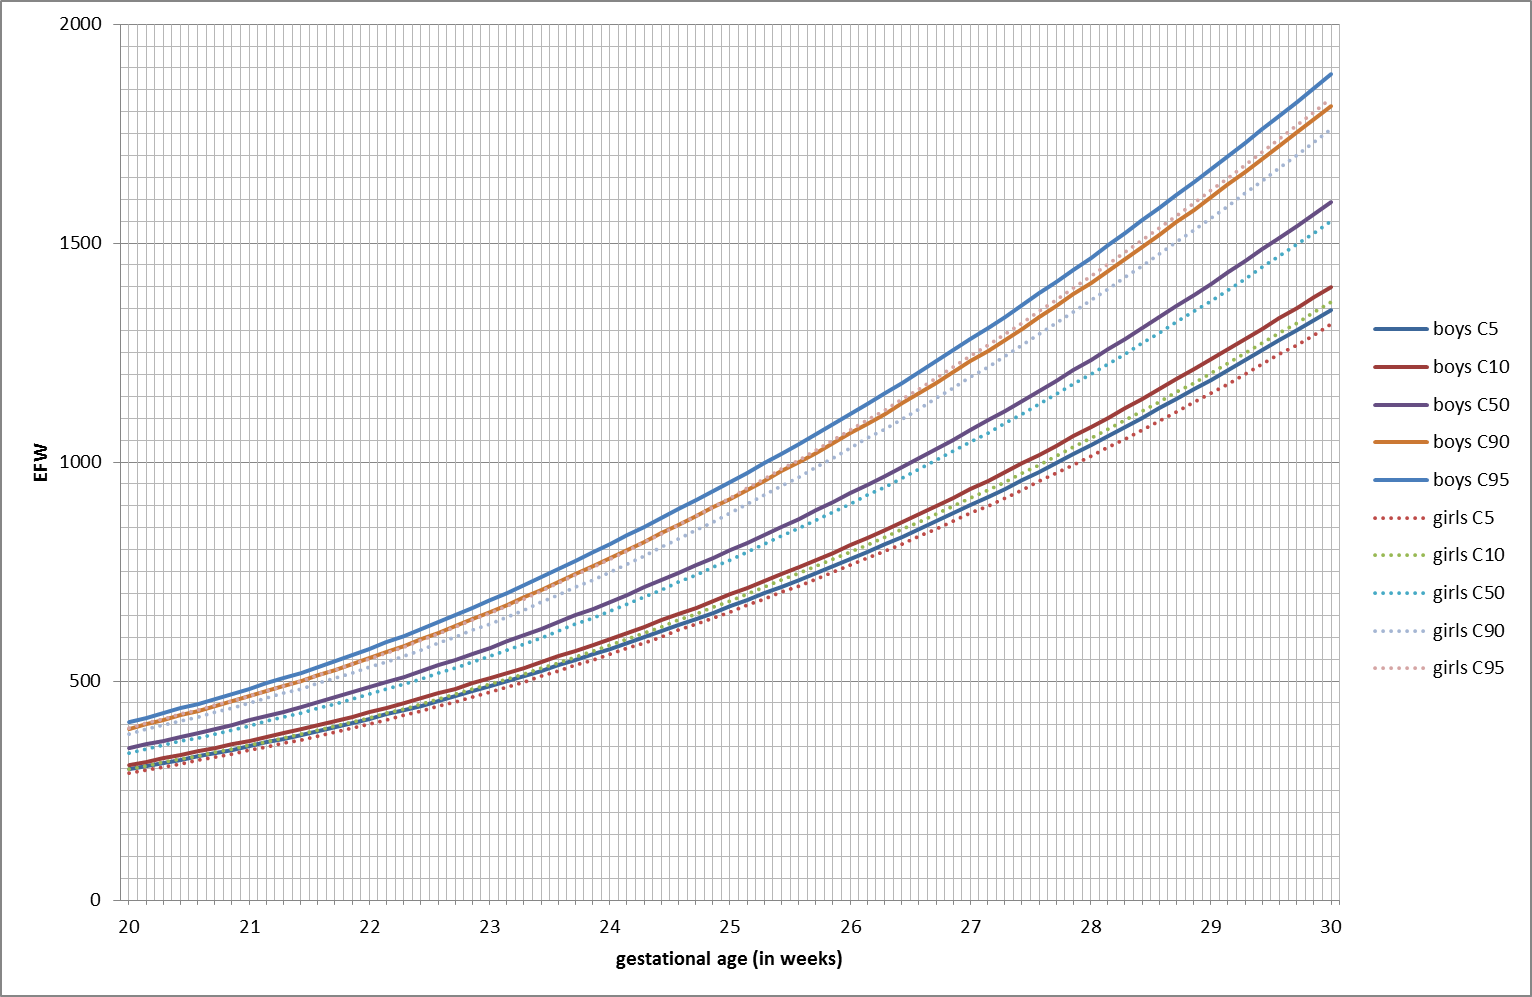 2000
1500
1000
500
0
EFW
20 21 22 23 24 25 26 27 28 29 30
gestational age (in weeks)
boys C5
boys C10
boys C50
boys C90
boys C95
girls C5
girls C10
girls C50
girls C90
girls C95